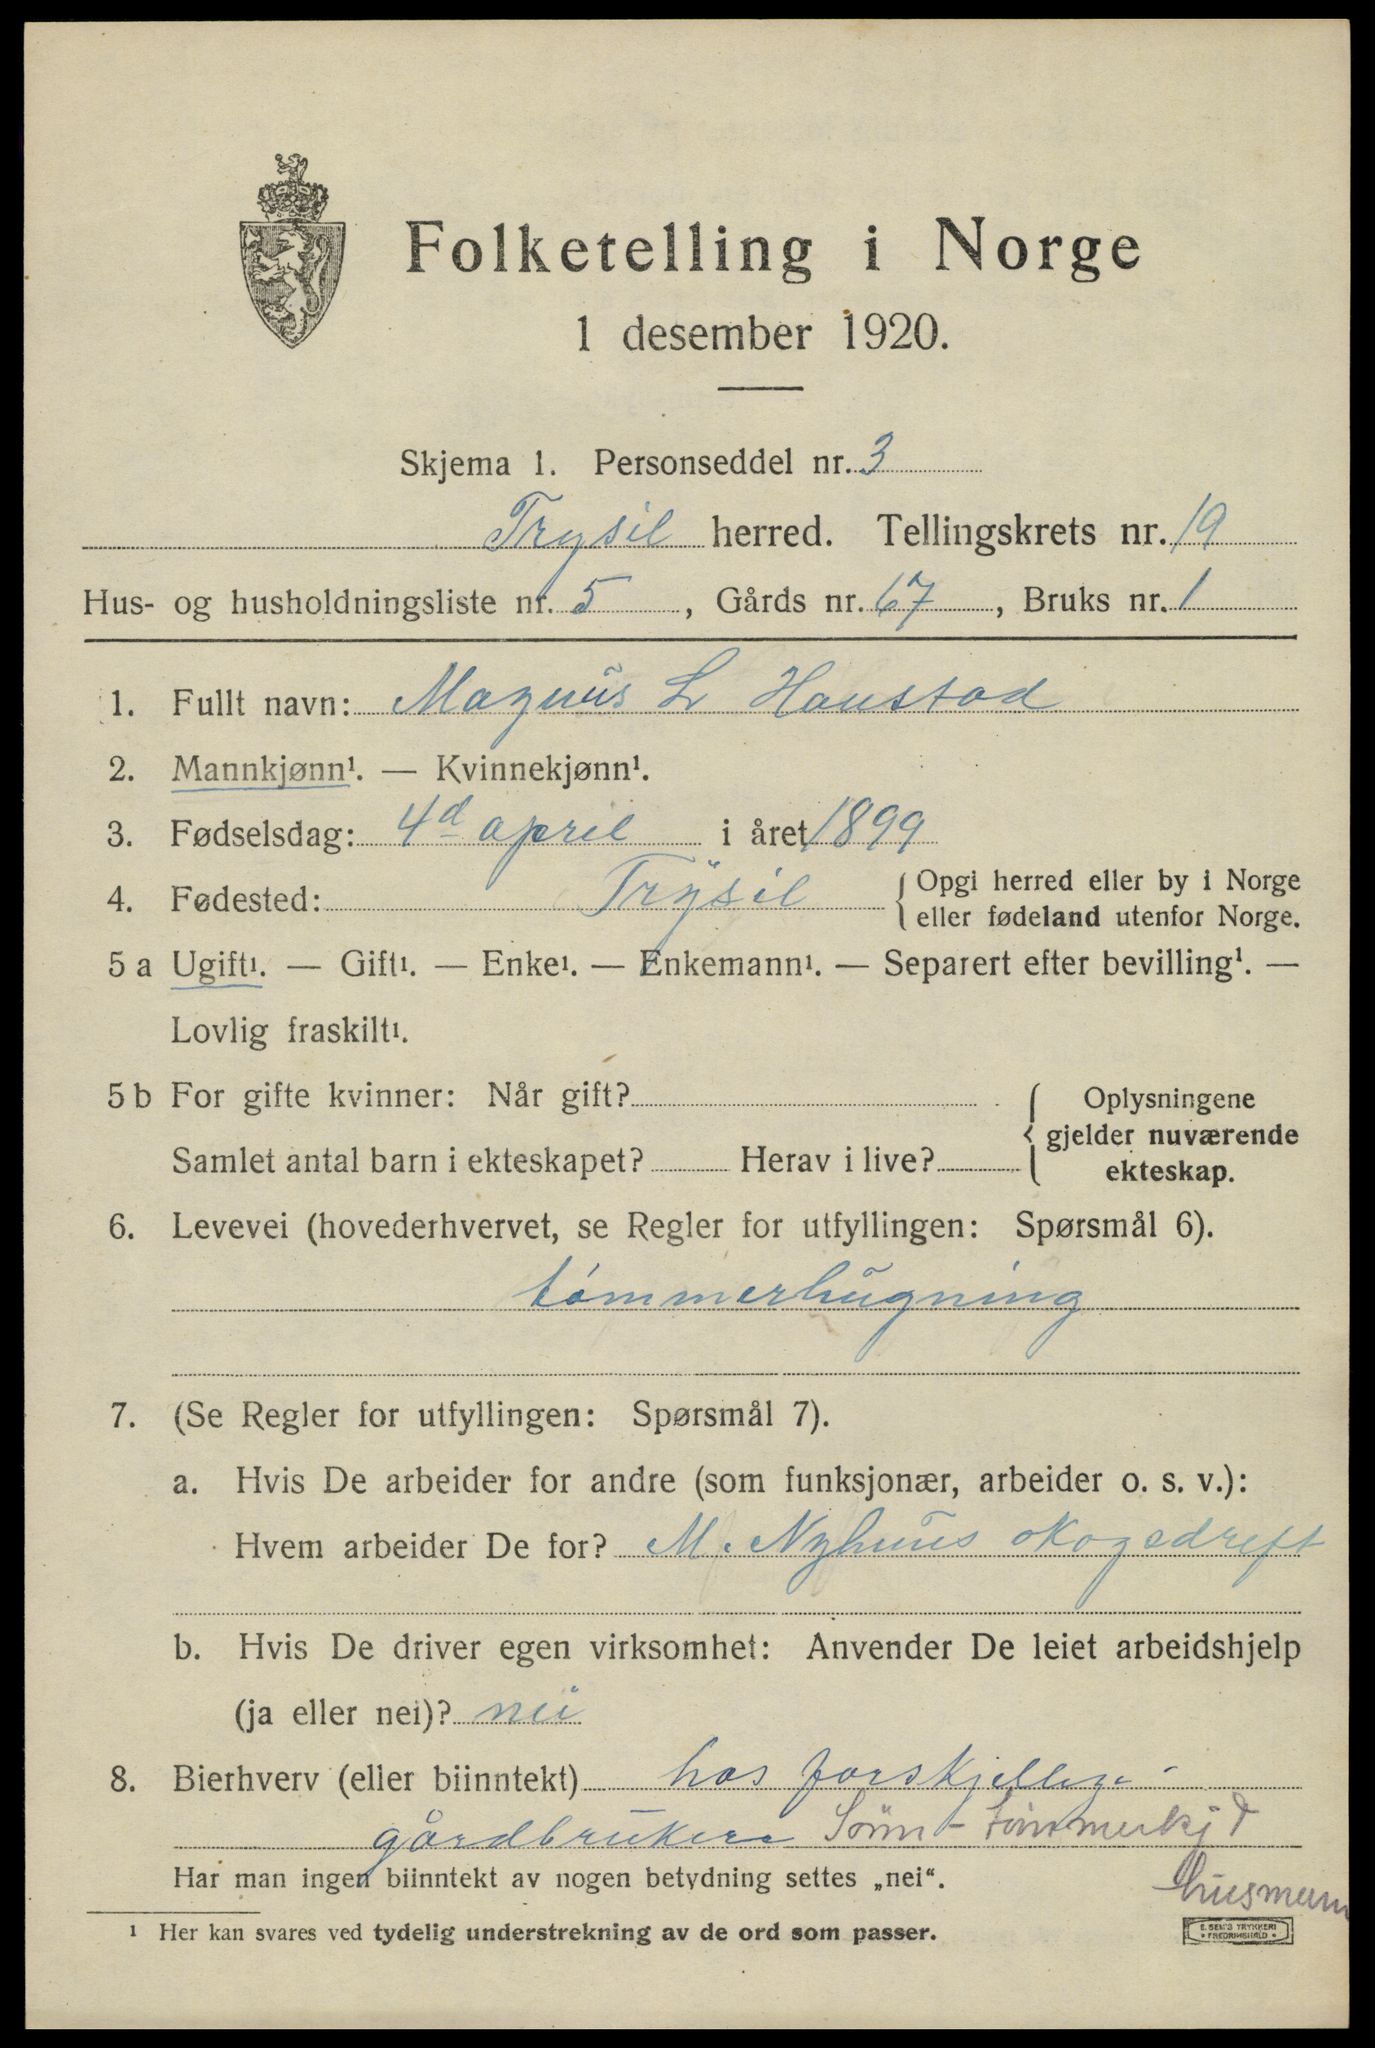 Folketelling i Norge
1 desember 1920.
Skjema 1. Personseddel nr. 3
Trysil herred. Tellingskrets nr. 19
Hus- og husholdningsliste nr. 5, Gårds nr. 67, Bruks nr. 1
1. Fullt navn: Magnus L Haustad
2. Mannkjønn¹. — Kvinnekjønn¹.
3. Fødselsdag: 4d april i året 1899
4. Fødested: Trysil { Opgi herred eller by i Norge
eller fødeland utenfor Norge.
5 a Ugift¹. — Gift¹. — Enke¹. — Enkemann¹. — Separert efter bevilling¹. —
Lovlig fraskilt¹.
5 b For gifte kvinner: Når gift? { Oplysningene
gjelder nuværende
Samlet antal barn i ekteskapet? Herav i live?
ekteskap.
6. Levevei (hovederhvervet, se Regler for utfyllingen: Spørsmål 6).
tømmerhugning
7. (Se Regler for utfyllingen: Spørsmål 7).
a. Hvis De arbeider for andre (som funksjonær, arbeider o. s. v.):
Hvem arbeider De for? M. Nyhuus skogsdreft
b. Hvis De driver egen virksomhet: Anvender De leiet arbeidshjelp
(ja eller nei)? nei
8. Bierhverv (eller biinntekt) hos forskjellige
gårdbrukere Sönn - tömmerkj
Har man ingen biinntekt av nogen betydning settes „nei“.
husmann
¹ Her kan svares ved tydelig understrekning av de ord som passer.
E. SEM'S TRYKKERI
FREDRIKSHALD